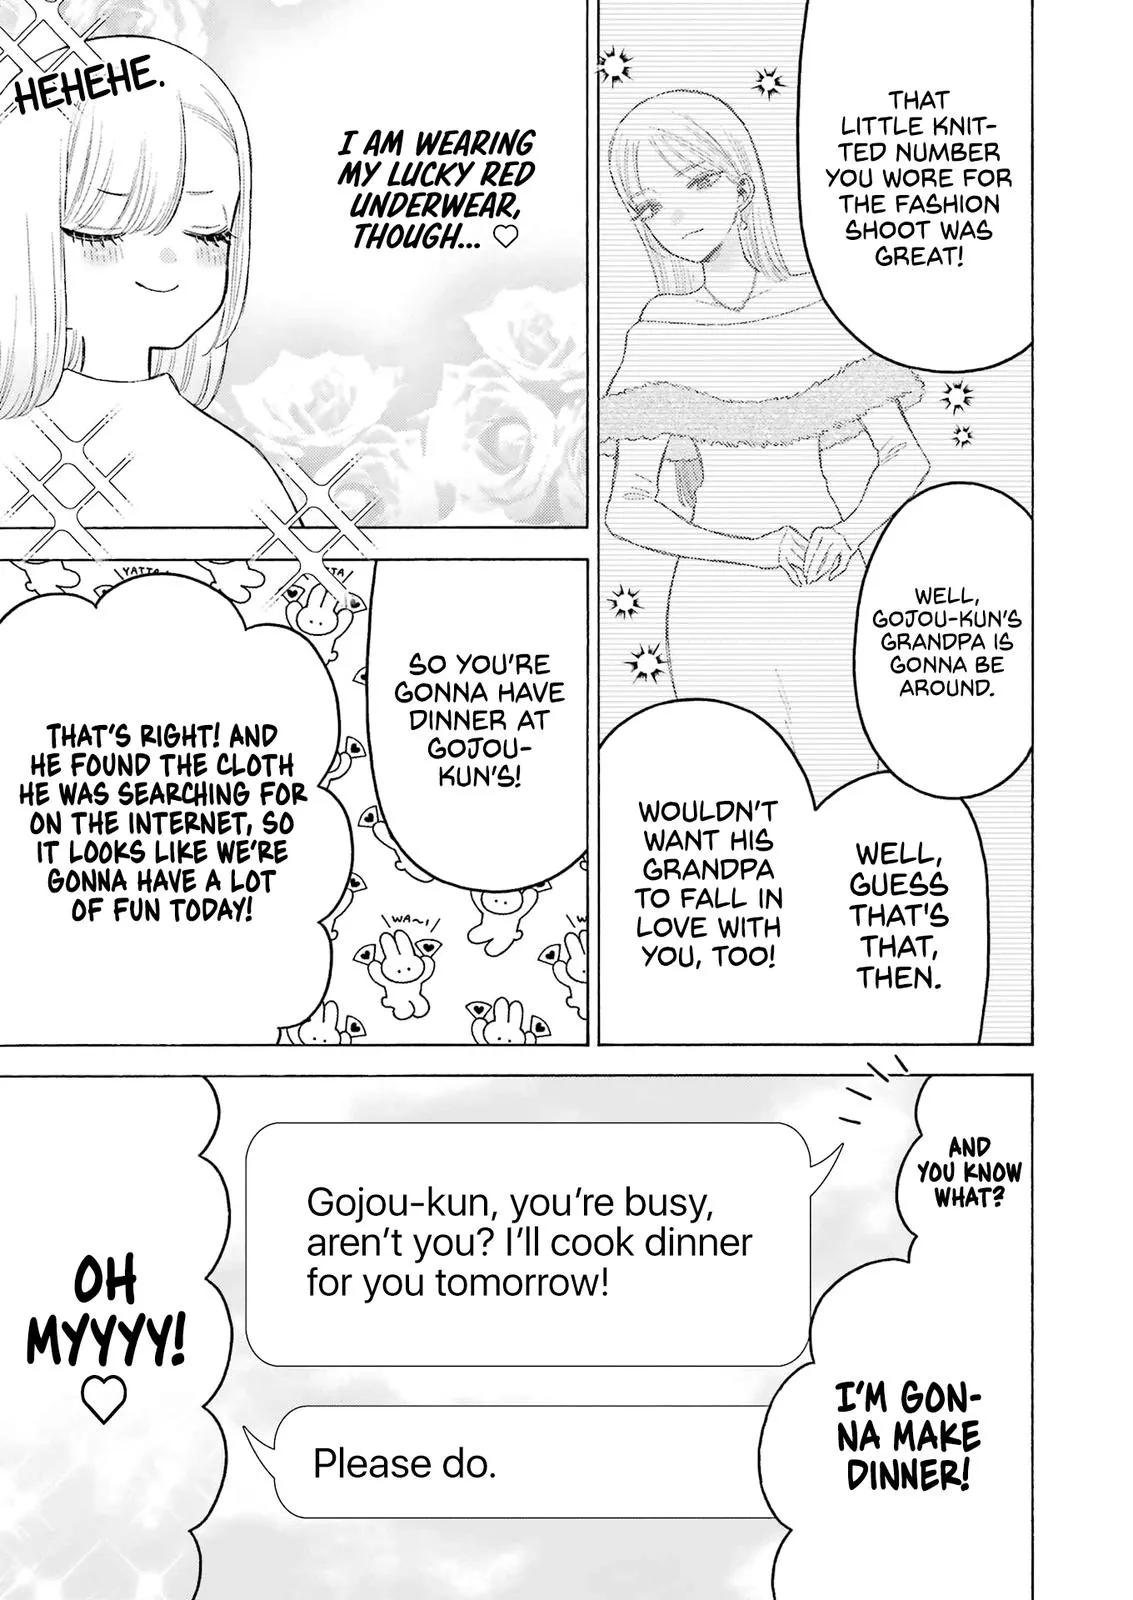 THAT
LITTLE KNIT-
TED NUMBER
YOU WORE FOR
THE FASHION
SHOOT WAS
GREAT!
WELL,
GOJOU-KUN'S
GRANDPA IS
GONNA BE
AROUND.
WELL,
GUESS
THAT'S
THAT,
THEN.
WOULDN'T
WANT HIS
GRANDPA
TO FALL IN
LOVE WITH
YOU, TOO!
I AM WEARING
MY LUCKY RED
UNDERWEAR,
THOUGH... ♡
HEHEHE.
SO YOU'RE
GONNA HAVE
DINNER AT
GOJOU-
KUN'S!
YATTA
TA
WA~!
THAT'S RIGHT! AND
HE FOUND THE CLOTH
HE WAS SEARCHING FOR
ON THE INTERNET, SO
IT LOOKS LIKE WE'RE
GONNA HAVE A LOT
OF FUN TODAY!
AND
YOU KNOW
WHAT?
I'M GON-
NA MAKE
DINNER!
Gojou-kun, you're busy,
aren't you? I'll cook dinner
for you tomorrow!
Please do.
OH
MYYYY!
♡